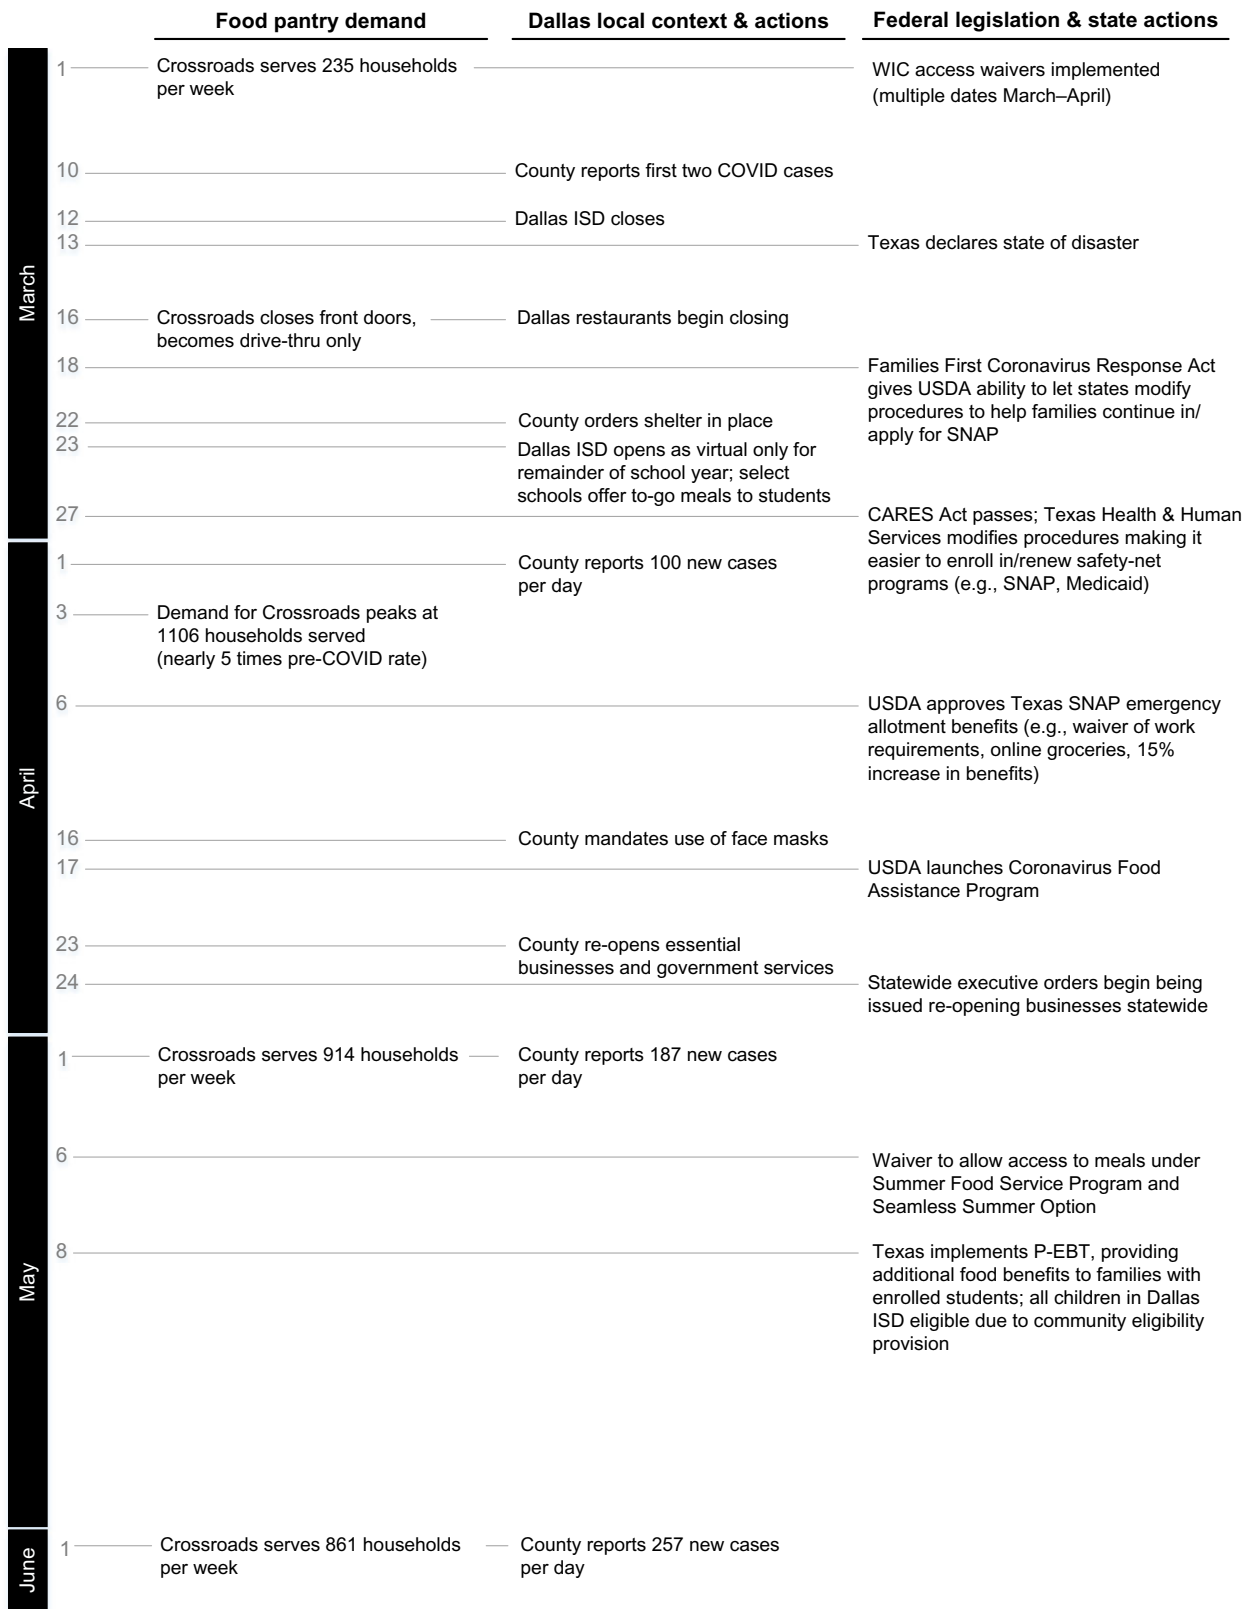 Food pantry demand
Dallas local context & actions
Federal legislation & state actions
March
1
Crossroads serves 235 households
per week
WIC access waivers implemented
(multiple dates March–April)
10
County reports first two COVID cases
12
Dallas ISD closes
13
Texas declares state of disaster
16
Crossroads closes front doors,
becomes drive-thru only
Dallas restaurants begin closing
18
Families First Coronavirus Response Act
gives USDA ability to let states modify
procedures to help families continue in/
apply for SNAP
22
County orders shelter in place
23
Dallas ISD opens as virtual only for
remainder of school year; select
schools offer to-go meals to students
27
CARES Act passes; Texas Health & Human
Services modifies procedures making it
easier to enroll in/renew safety-net
programs (e.g., SNAP, Medicaid)
April
1
County reports 100 new cases
per day
3
Demand for Crossroads peaks at
1106 households served
(nearly 5 times pre-COVID rate)
6
USDA approves Texas SNAP emergency
allotment benefits (e.g., waiver of work
requirements, online groceries, 15%
increase in benefits)
16
County mandates use of face masks
17
USDA launches Coronavirus Food
Assistance Program
23
County re-opens essential
businesses and government services
24
Statewide executive orders begin being
issued re-opening businesses statewide
May
1
Crossroads serves 914 households
per week
County reports 187 new cases
per day
6
Waiver to allow access to meals under
Summer Food Service Program and
Seamless Summer Option
8
Texas implements P-EBT, providing
additional food benefits to families with
enrolled students; all children in Dallas
ISD eligible due to community eligibility
provision
June
1
Crossroads serves 861 households
per week
County reports 257 new cases
per day